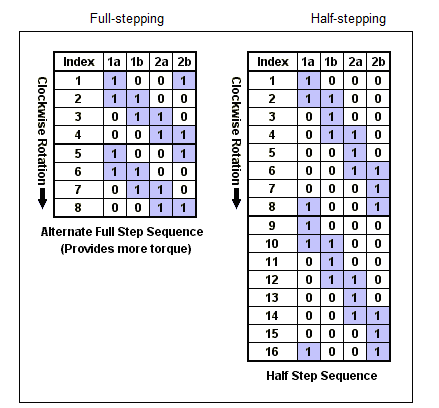 Full-stepping
Half-stepping
Clockwise Rotation
Index 1a 1b 2a 2b
1 1 0 0 1
2 1 1 0 0
3 0 1 1 0
4 0 0 1 1
5 1 0 0 1
6 1 1 0 0
7 0 1 1 0
8 0 0 1 1
Alternate Full Step Sequence
(Provides more torque)
Clockwise Rotation
Index 1a 1b 2a 2b
1 1 0 0 0
2 1 1 0 0
3 0 1 0 0
4 0 1 1 0
5 0 0 1 0
6 0 0 1 1
7 0 0 0 1
8 1 0 0 1
9 1 0 0 0
10 1 1 0 0
11 0 1 0 0
12 0 1 1 0
13 0 0 1 0
14 0 0 1 1
15 0 0 0 1
16 1 0 0 1
Half Step Sequence